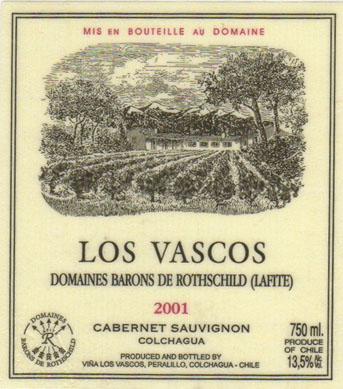 MIS EN BOUTEILLE AU DOMAINE
LOS VASCOS
DOMAINES BARONS DE ROTHSCHILD (LAFITE)
2001
CABERNET SAUVIGNON
COLCHAGUA
PRODUCED AND BOTTLED BY
VIÑA LOS VASCOS, PERALILLO, COLCHAGUA - CHILE
DOMAINES
R
BARONS DE ROTHSCHILD
750 ml.
PRODUCE
OF CHILE
13,5%